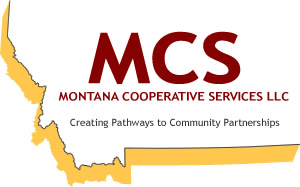 MCS
MONTANA COOPERATIVE SERVICES LLC
Creating Pathways to Community Partnerships